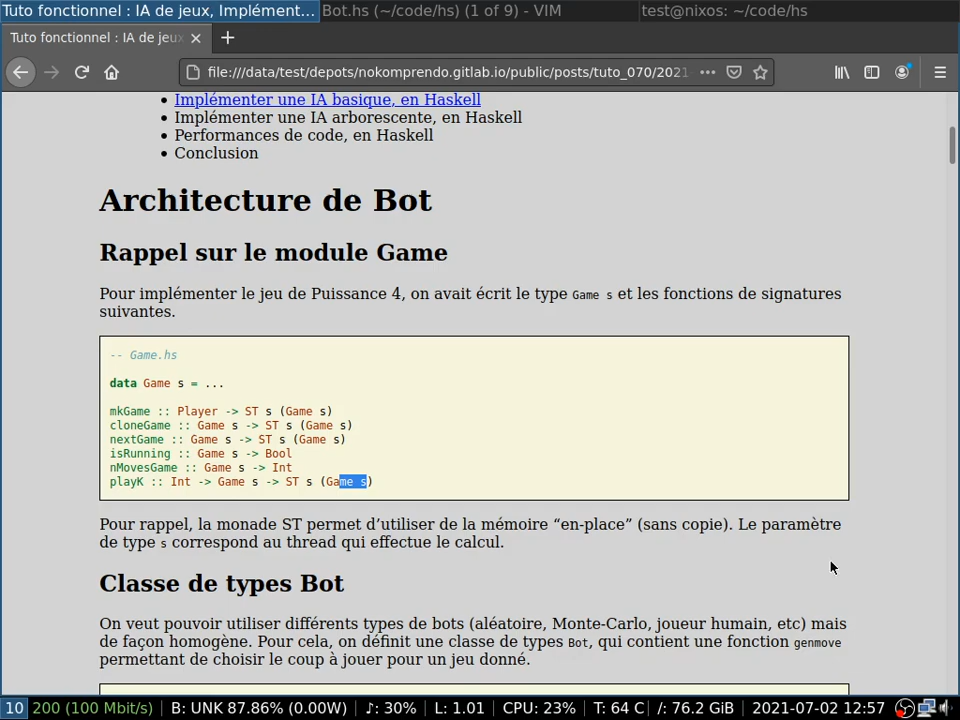 Tuto fonctionnel : IA de jeux, Implément... Bot.hs (~/code/hs) (1 of 9) - VIM test@nixos: ~/code/hs
Tuto fonctionnel : IA de jeu
file:///data/test/depots/nokomprendo.gitlab.io/public/posts/tuto_070/2021
• Implémenter une IA basique, en Haskell
• Implémenter une IA arborescente, en Haskell
• Performances de code, en Haskell
• Conclusion
Architecture de Bot
Rappel sur le module Game
Pour implémenter le jeu de Puissance 4, on avait écrit le type Game s et les fonctions de signatures
suivantes.
-- Game.hs
data Game s = ...
mkGame :: Player -> ST s (Game s)
cloneGame :: Game s -> ST s (Game s)
nextGame :: Game s -> ST s (Game s)
isRunning :: Game s -> Bool
nMovesGame :: Game s -> Int
playK :: Int -> Game s -> ST s (Game s)
Pour rappel, la monade ST permet d’utiliser de la mémoire “en-place” (sans copie). Le paramètre
de type s correspond au thread qui effectue le calcul.
Classe de types Bot
On veut pouvoir utiliser différents types de bots (aléatoire, Monte-Carlo, joueur humain, etc) mais
de façon homogène. Pour cela, on définit une classe de types Bot, qui contient une fonction genmove
permettant de choisir le coup à jouer pour un jeu donné.
10 200 (100 Mbit/s) B: UNK 87.86% (0.00W) ♪: 30% L: 1.01 CPU: 23% T: 64 C /: 76.2 GiB 2021-07-02 12:57